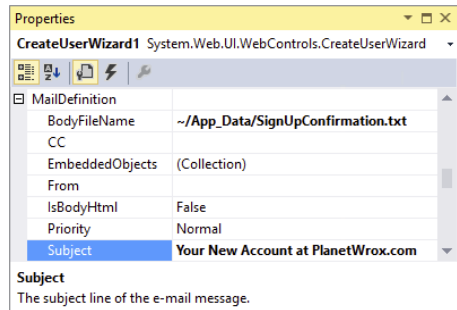 Properties
CreateUserWizard1 System.Web.UI.WebControls.CreateUserWizard
MailDefinition
BodyFileName ~/App_Data/SignUpConfirmation.txt
CC
EmbeddedObjects (Collection)
From
IsBodyHtml False
Priority Normal
Subject Your New Account at PlanetWrox.com
Subject
The subject line of the e-mail message.